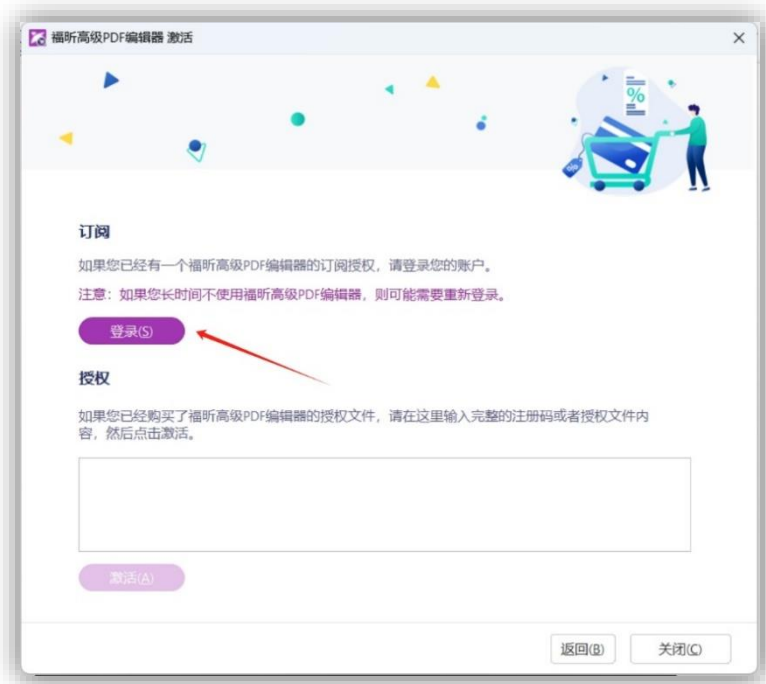 福昕高级PDF编辑器 激活
%
%
订阅
如果您已经有一个福昕高级PDF编辑器的订阅授权，请登录您的账户。
注意：如果您长时间不使用福昕高级PDF编辑器，则可能需要重新登录。
登录(S)
授权
如果您已经购买了福昕高级PDF编辑器的授权文件，请在这里输入完整的注册码或者授权文件内
容，然后点击激活。
激活(A)
返回(B)
关闭(C)